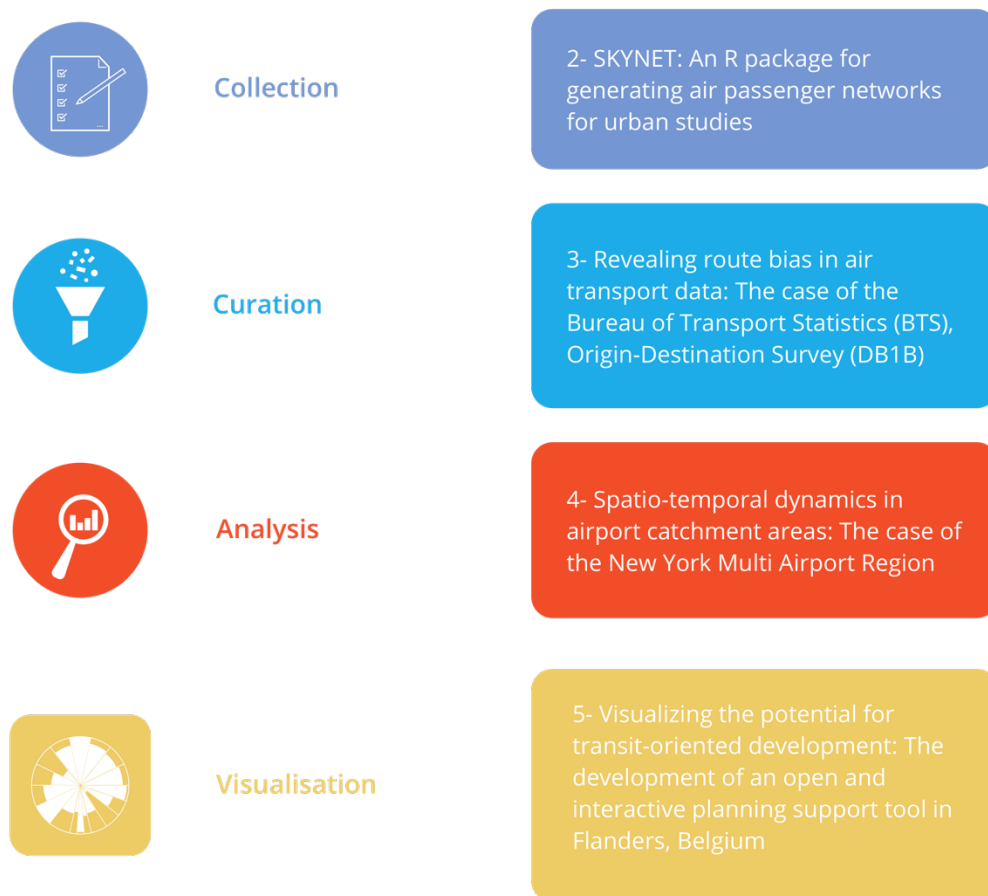 Collection
2- SKYNET: An R package for
generating air passenger networks
for urban studies
Curation
3- Revealing route bias in air
transport data: The case of the
Bureau of Transport Statistics (BTS),
Origin-Destination Survey (DB1B)
Analysis
4- Spatio-temporal dynamics in
airport catchment areas: The case of
the New York Multi Airport Region
Visualisation
5- Visualizing the potential for
transit-oriented development: The
development of an open and
interactive planning support tool in
Flanders, Belgium